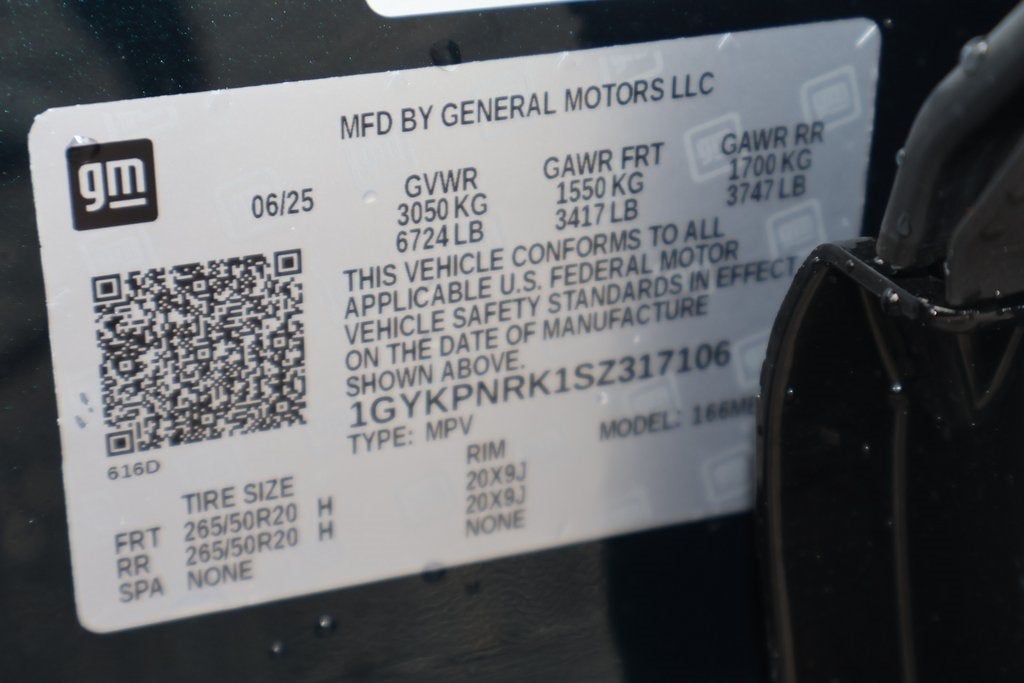 MFD BY GENERAL MOTORS LLC
gm
06/25
GVWR GAWR FRT GAWR RR
3050 KG 1550 KG 1700 KG
6724 LB 3417 LB 3747 LB
THIS VEHICLE CONFORMS TO ALL
APPLICABLE U.S. FEDERAL MOTOR
VEHICLE SAFETY STANDARDS IN EFFECT
ON THE DATE OF MANUFACTURE
SHOWN ABOVE.
1GYKPNRK1SZ317106
TYPE: MPV MODEL:
616D
TIRE SIZE RIM
FRT 265/50R20 H 20X9J
RR 265/50R20 H 20X9J
SPA NONE NONE